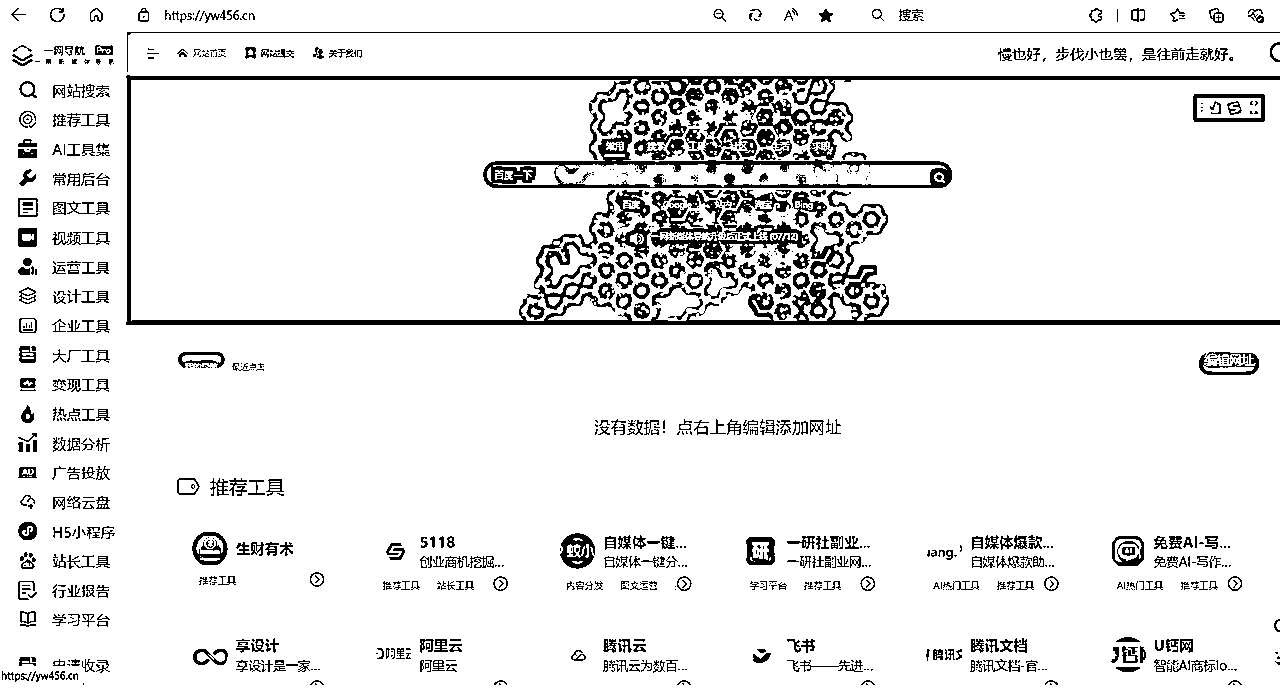 https://yw456.cn
搜索
一网导航 Pro
网站首页
网站提交
关于我们
慢也好，步伐小也罢，是往前走就好。
网站搜索
推荐工具
AI工具集
常用后台
图文工具
视频工具
运营工具
设计工具
企业工具
大厂工具
变现工具
热点工具
数据分析
广告投放
网络云盘
H5小程序
站长工具
行业报告
学习平台
申请收录
https://yw456.cn
常用
百度一下
最近点击
编辑网址
没有数据！点右上角编辑添加网址
推荐工具
生财有术
推荐工具
5118
创业商机挖掘...
推荐工具 站长工具
自媒体一键...
自媒体一键分...
内容分发 图文运营
一研社副业...
一研社副业网...
学习平台 推荐工具
自媒体爆款...
自媒体爆款助...
AI热门工具 推荐工具
免费AI-写...
免费AI-写作...
AI热门工具 推荐工具
享设计
享设计是一家...
阿里云
阿里云
腾讯云
腾讯云为数百...
飞书
飞书——先进...
腾讯文档
腾讯文档-官...
U钙网
智能AI商标lo...